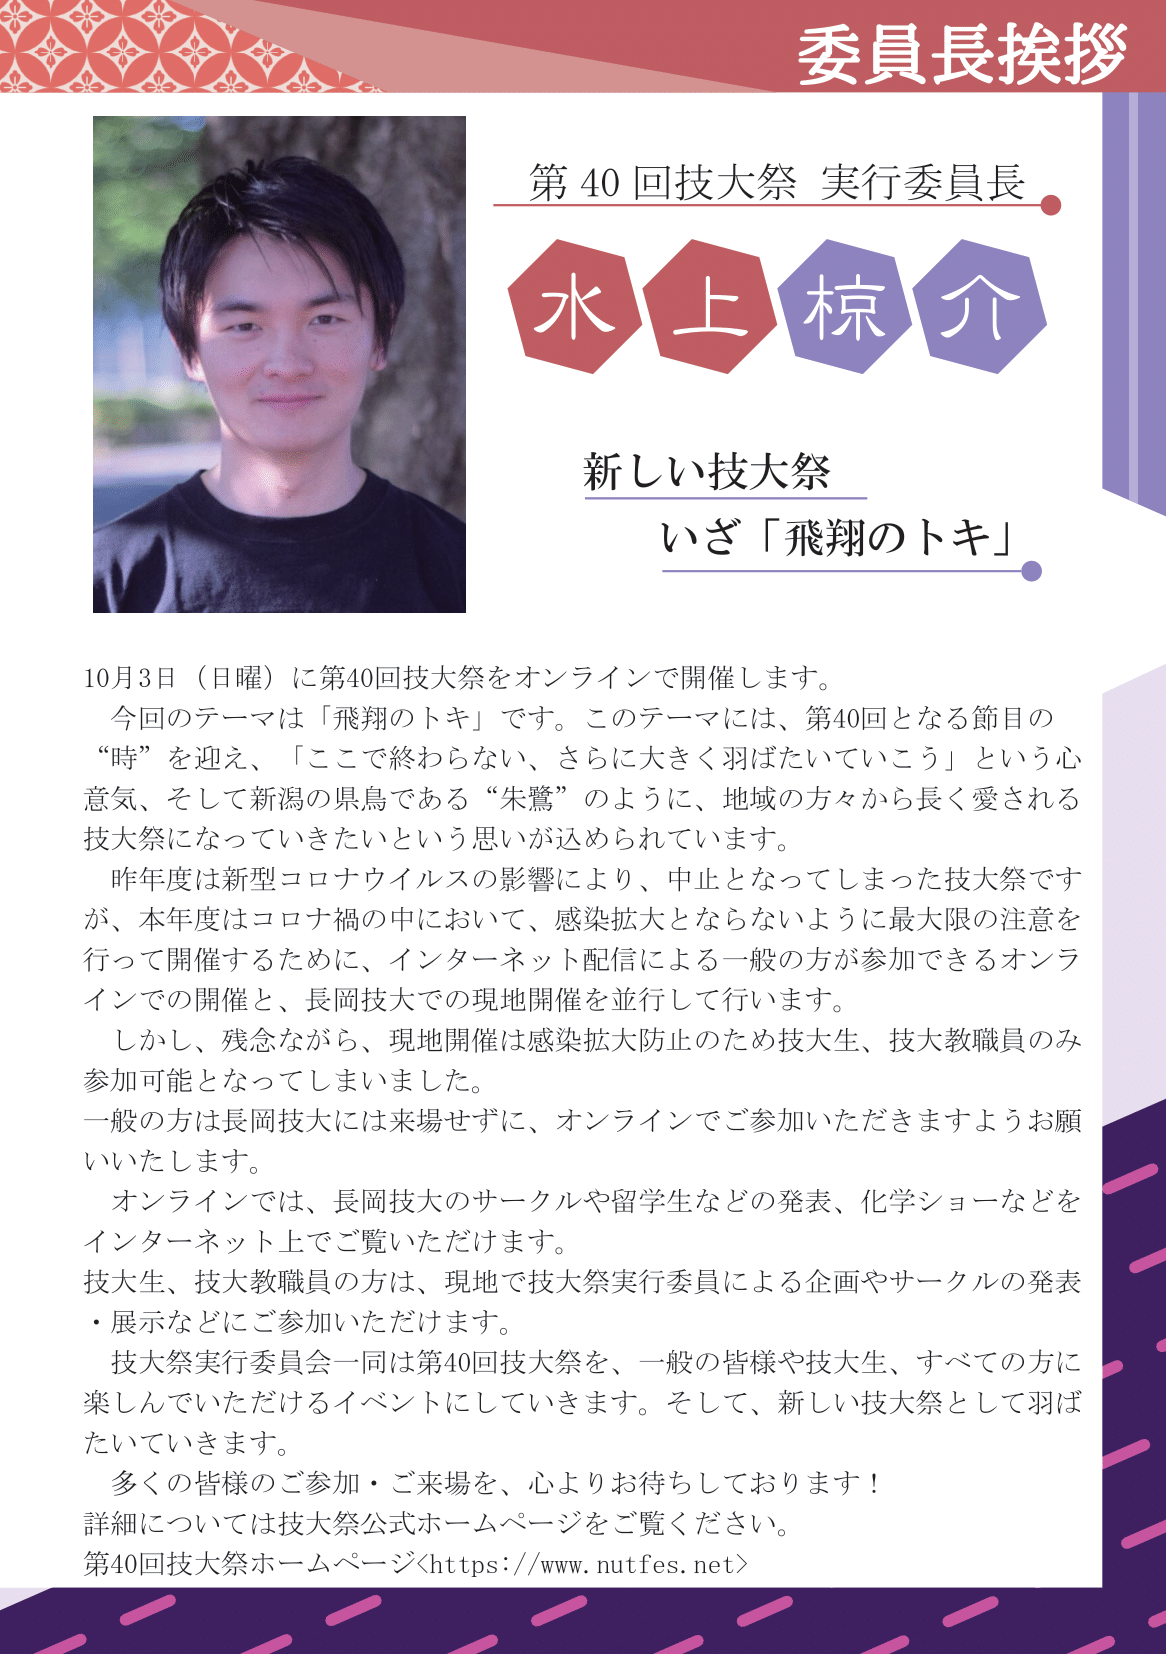 委員長挨拶
第40回技大祭 実行委員長
水上椋介
新しい技大祭
いざ「飛翔のトキ」
10月3日（日曜）に第40回技大祭をオンラインで開催します。
　今回のテーマは「飛翔のトキ」です。このテーマには、第40回となる節目の
“時”を迎え、「ここで終わらない、さらに大きく羽ばたいていこう」という心
意気、そして新潟の県鳥である“朱鷺”のように、地域の方々から長く愛される
技大祭になっていきたいという思いが込められています。
　昨年度は新型コロナウイルスの影響により、中止となってしまった技大祭です
が、本年度はコロナ禍の中において、感染拡大とならないように最大限の注意を
行って開催するために、インターネット配信による一般の方が参加できるオンラ
インでの開催と、長岡技大での現地開催を並行して行います。
　しかし、残念ながら、現地開催は感染拡大防止のため技大生、技大教職員のみ
参加可能となってしまいました。
一般の方は長岡技大には来場せずに、オンラインでご参加いただきますようお願
いいたします。
　オンラインでは、長岡技大のサークルや留学生などの発表、化学ショーなどを
インターネット上でご覧いただけます。
技大生、技大教職員の方は、現地で技大祭実行委員による企画やサークルの発表
・展示などにご参加いただけます。
　技大祭実行委員会一同は第40回技大祭を、一般の皆様や技大生、すべての方に
楽しんでいただけるイベントにしていきます。そして、新しい技大祭として羽ば
たいていきます。
　多くの皆様のご参加・ご来場を、心よりお待ちしております！
詳細については技大祭公式ホームページをご覧ください。
第40回技大祭ホームページ<https://www.nutfes.net>